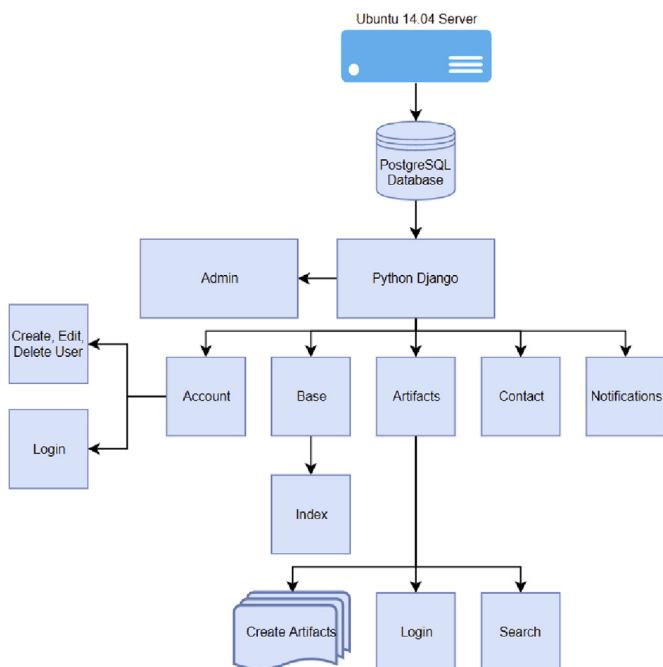 Ubuntu 14.04 Server
PostgreSQL
Database
Admin
Python Django
Create, Edit,
Delete User
Account
Base
Artifacts
Contact
Notifications
Login
Index
Create Artifacts
Login
Search